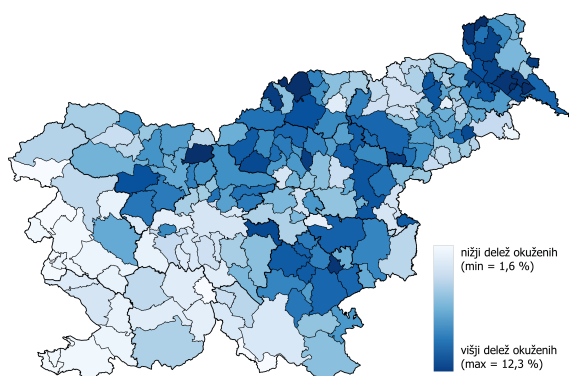 nižji delež okuženih
(min = 1,6 %)
višji delež okuženih
(max = 12,3 %)